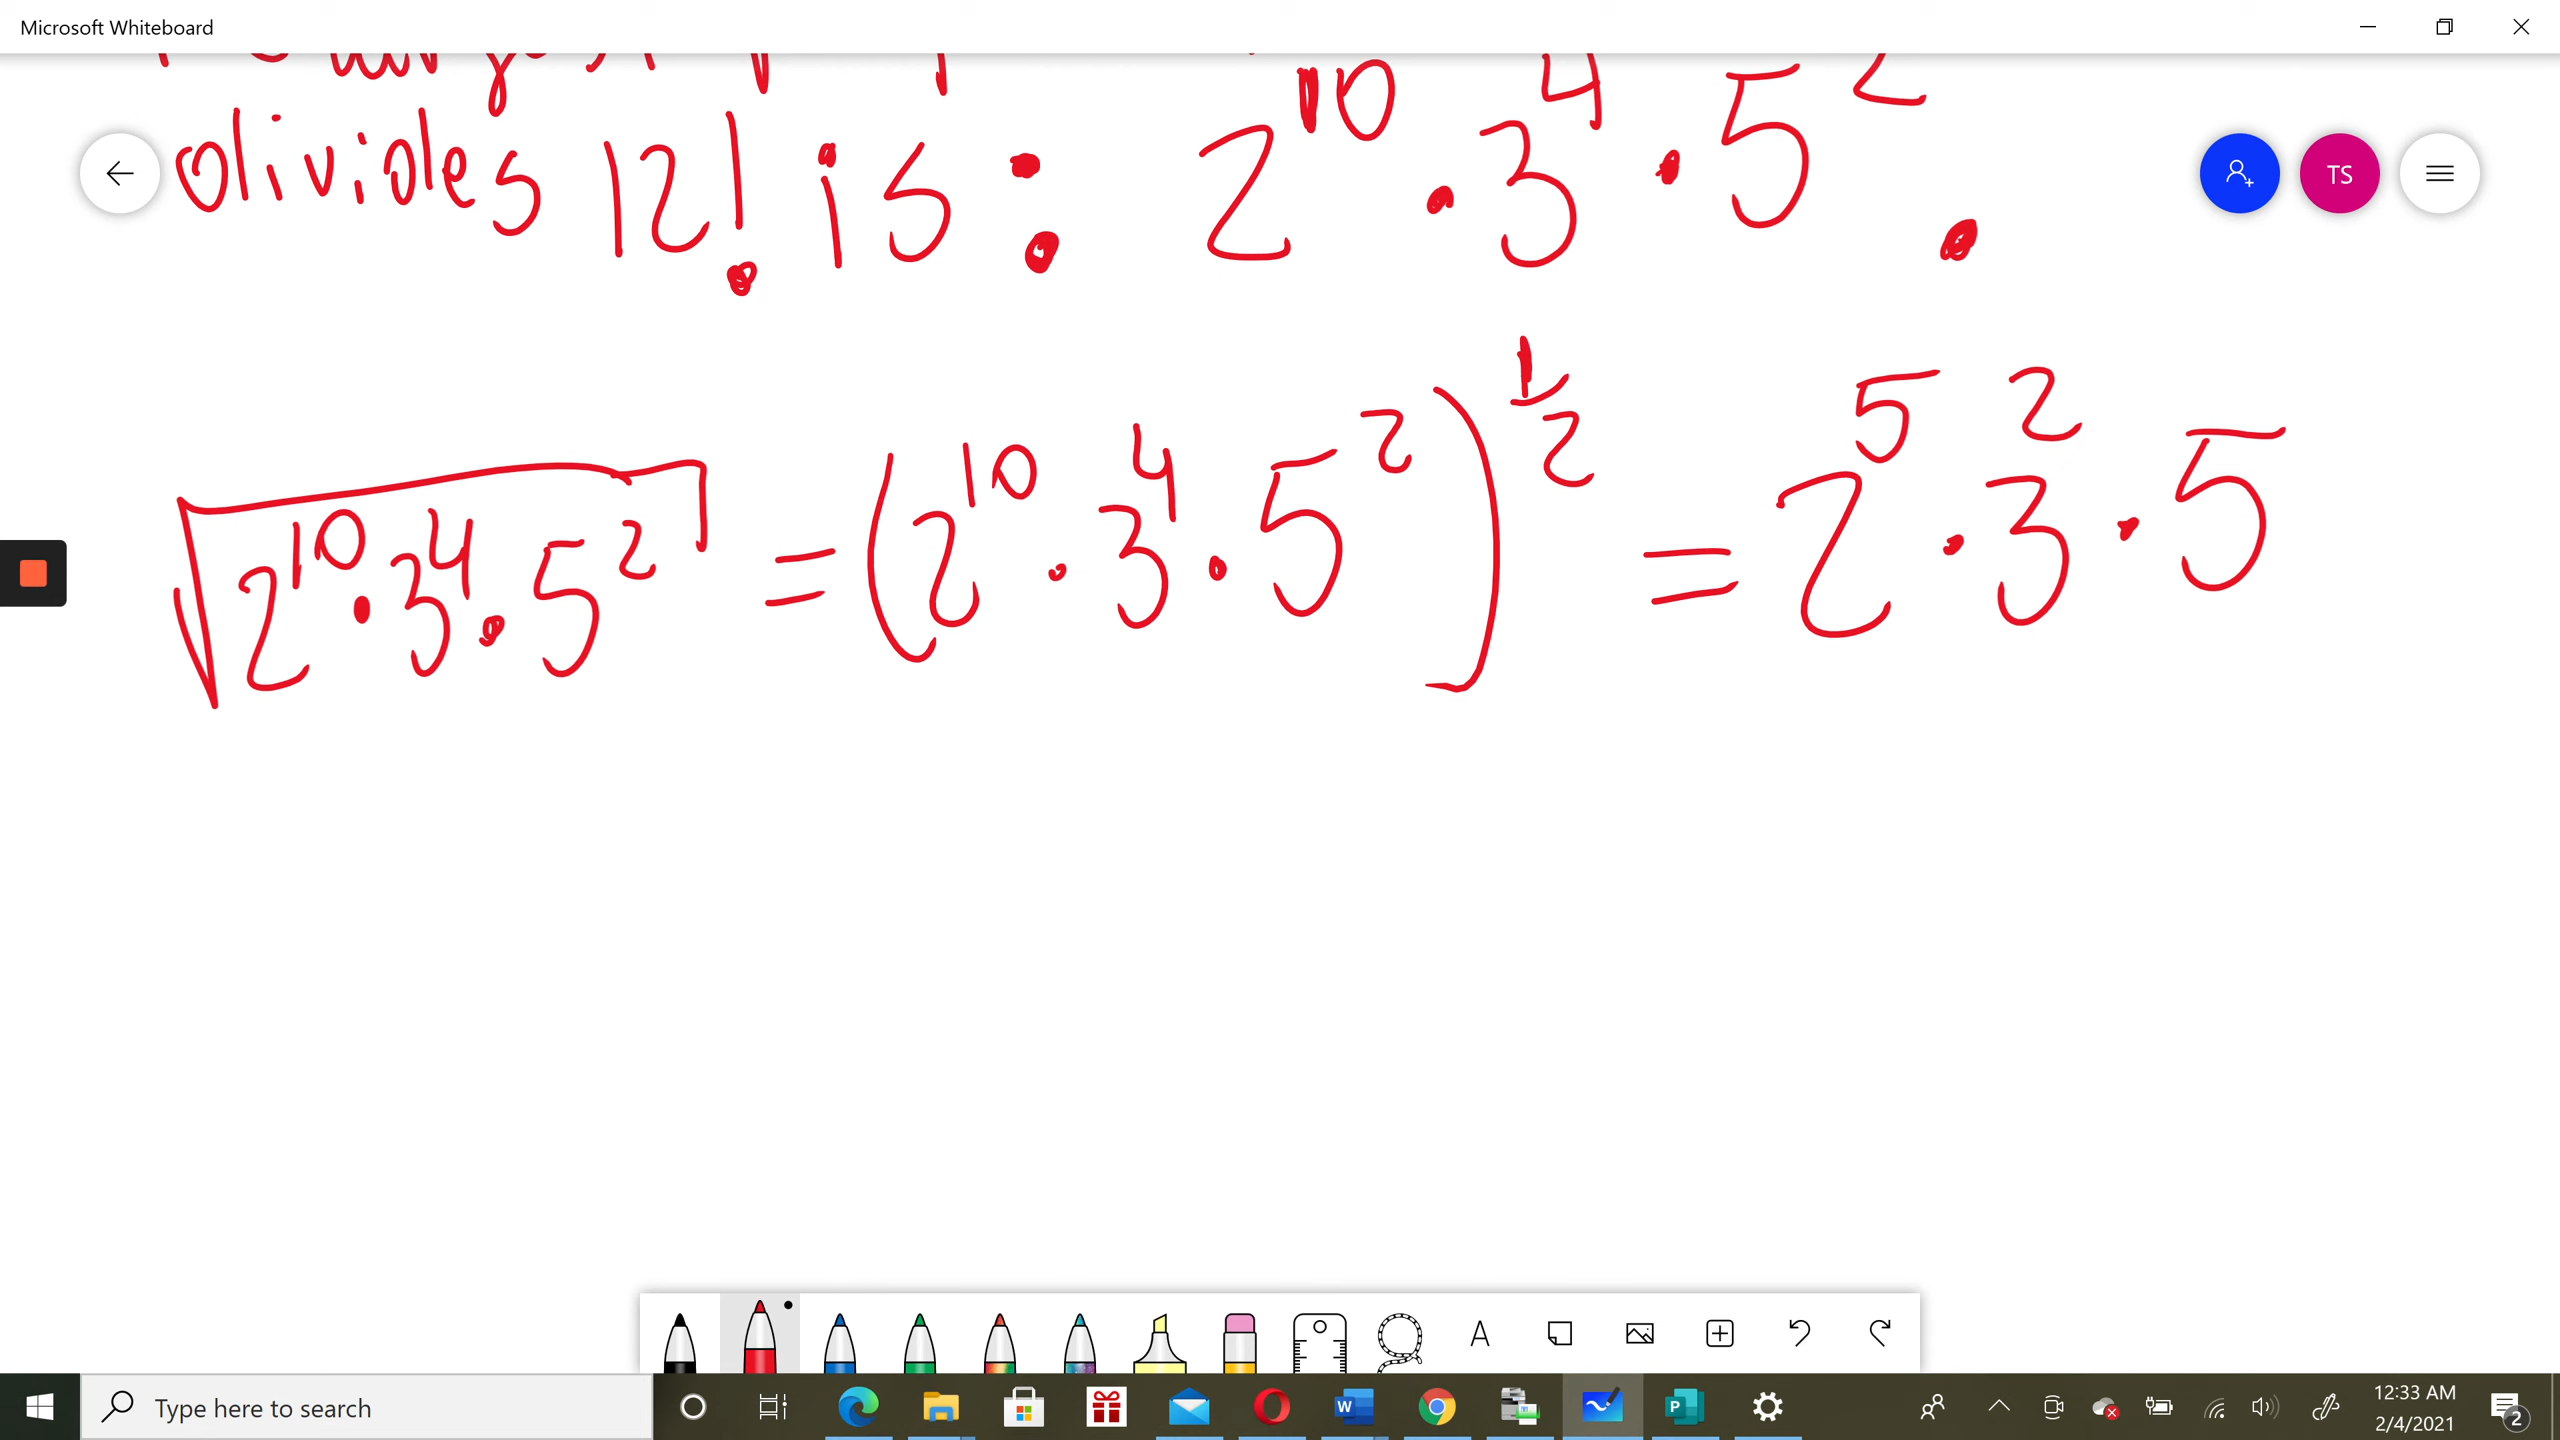 Microsoft Whiteboard
divides 12! is: 2^10 · 3^4 · 5^2 .
TS
√(2^10 · 3^4 · 5^2) = (2^10 · 3^4 · 5^2)^1/2 = 2^5 · 3^2 · 5
A
Type here to search
W
P
12:33 AM
2/4/2021
2